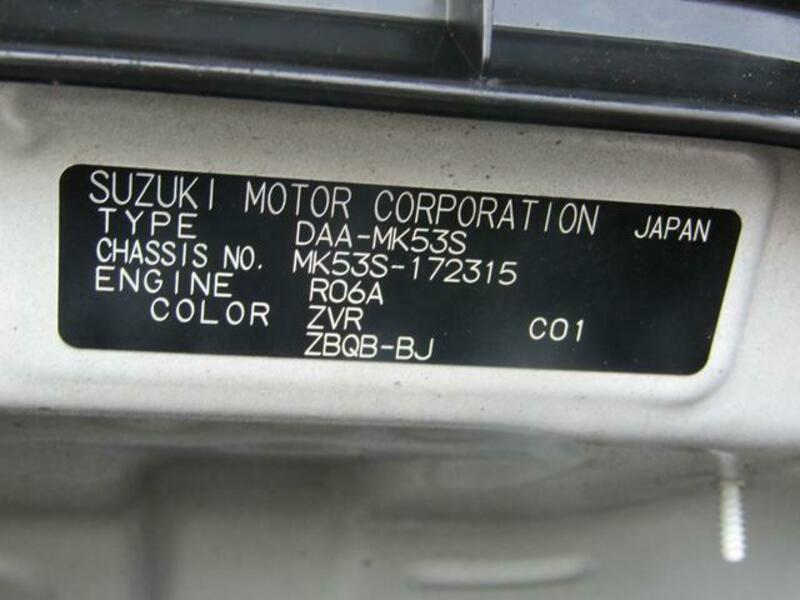 SUZUKI MOTOR CORPORATION JAPAN
TYPE DAA-MK53S
CHASSIS NO. MK53S-172315
ENGINE R06A
COLOR ZVR C01
ZBQB-BJ